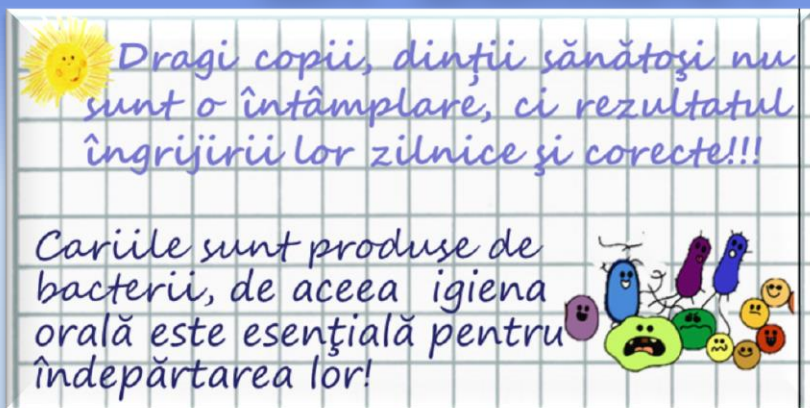 Dragi copii, dinţii sănătoşi nu
sunt o întâmplare, ci rezultatul
îngrijirii lor zilnice şi corecte!!!
Cariile sunt produse de
bacterii, de aceea igiena
orală este esenţială pentru
îndepărtarea lor!